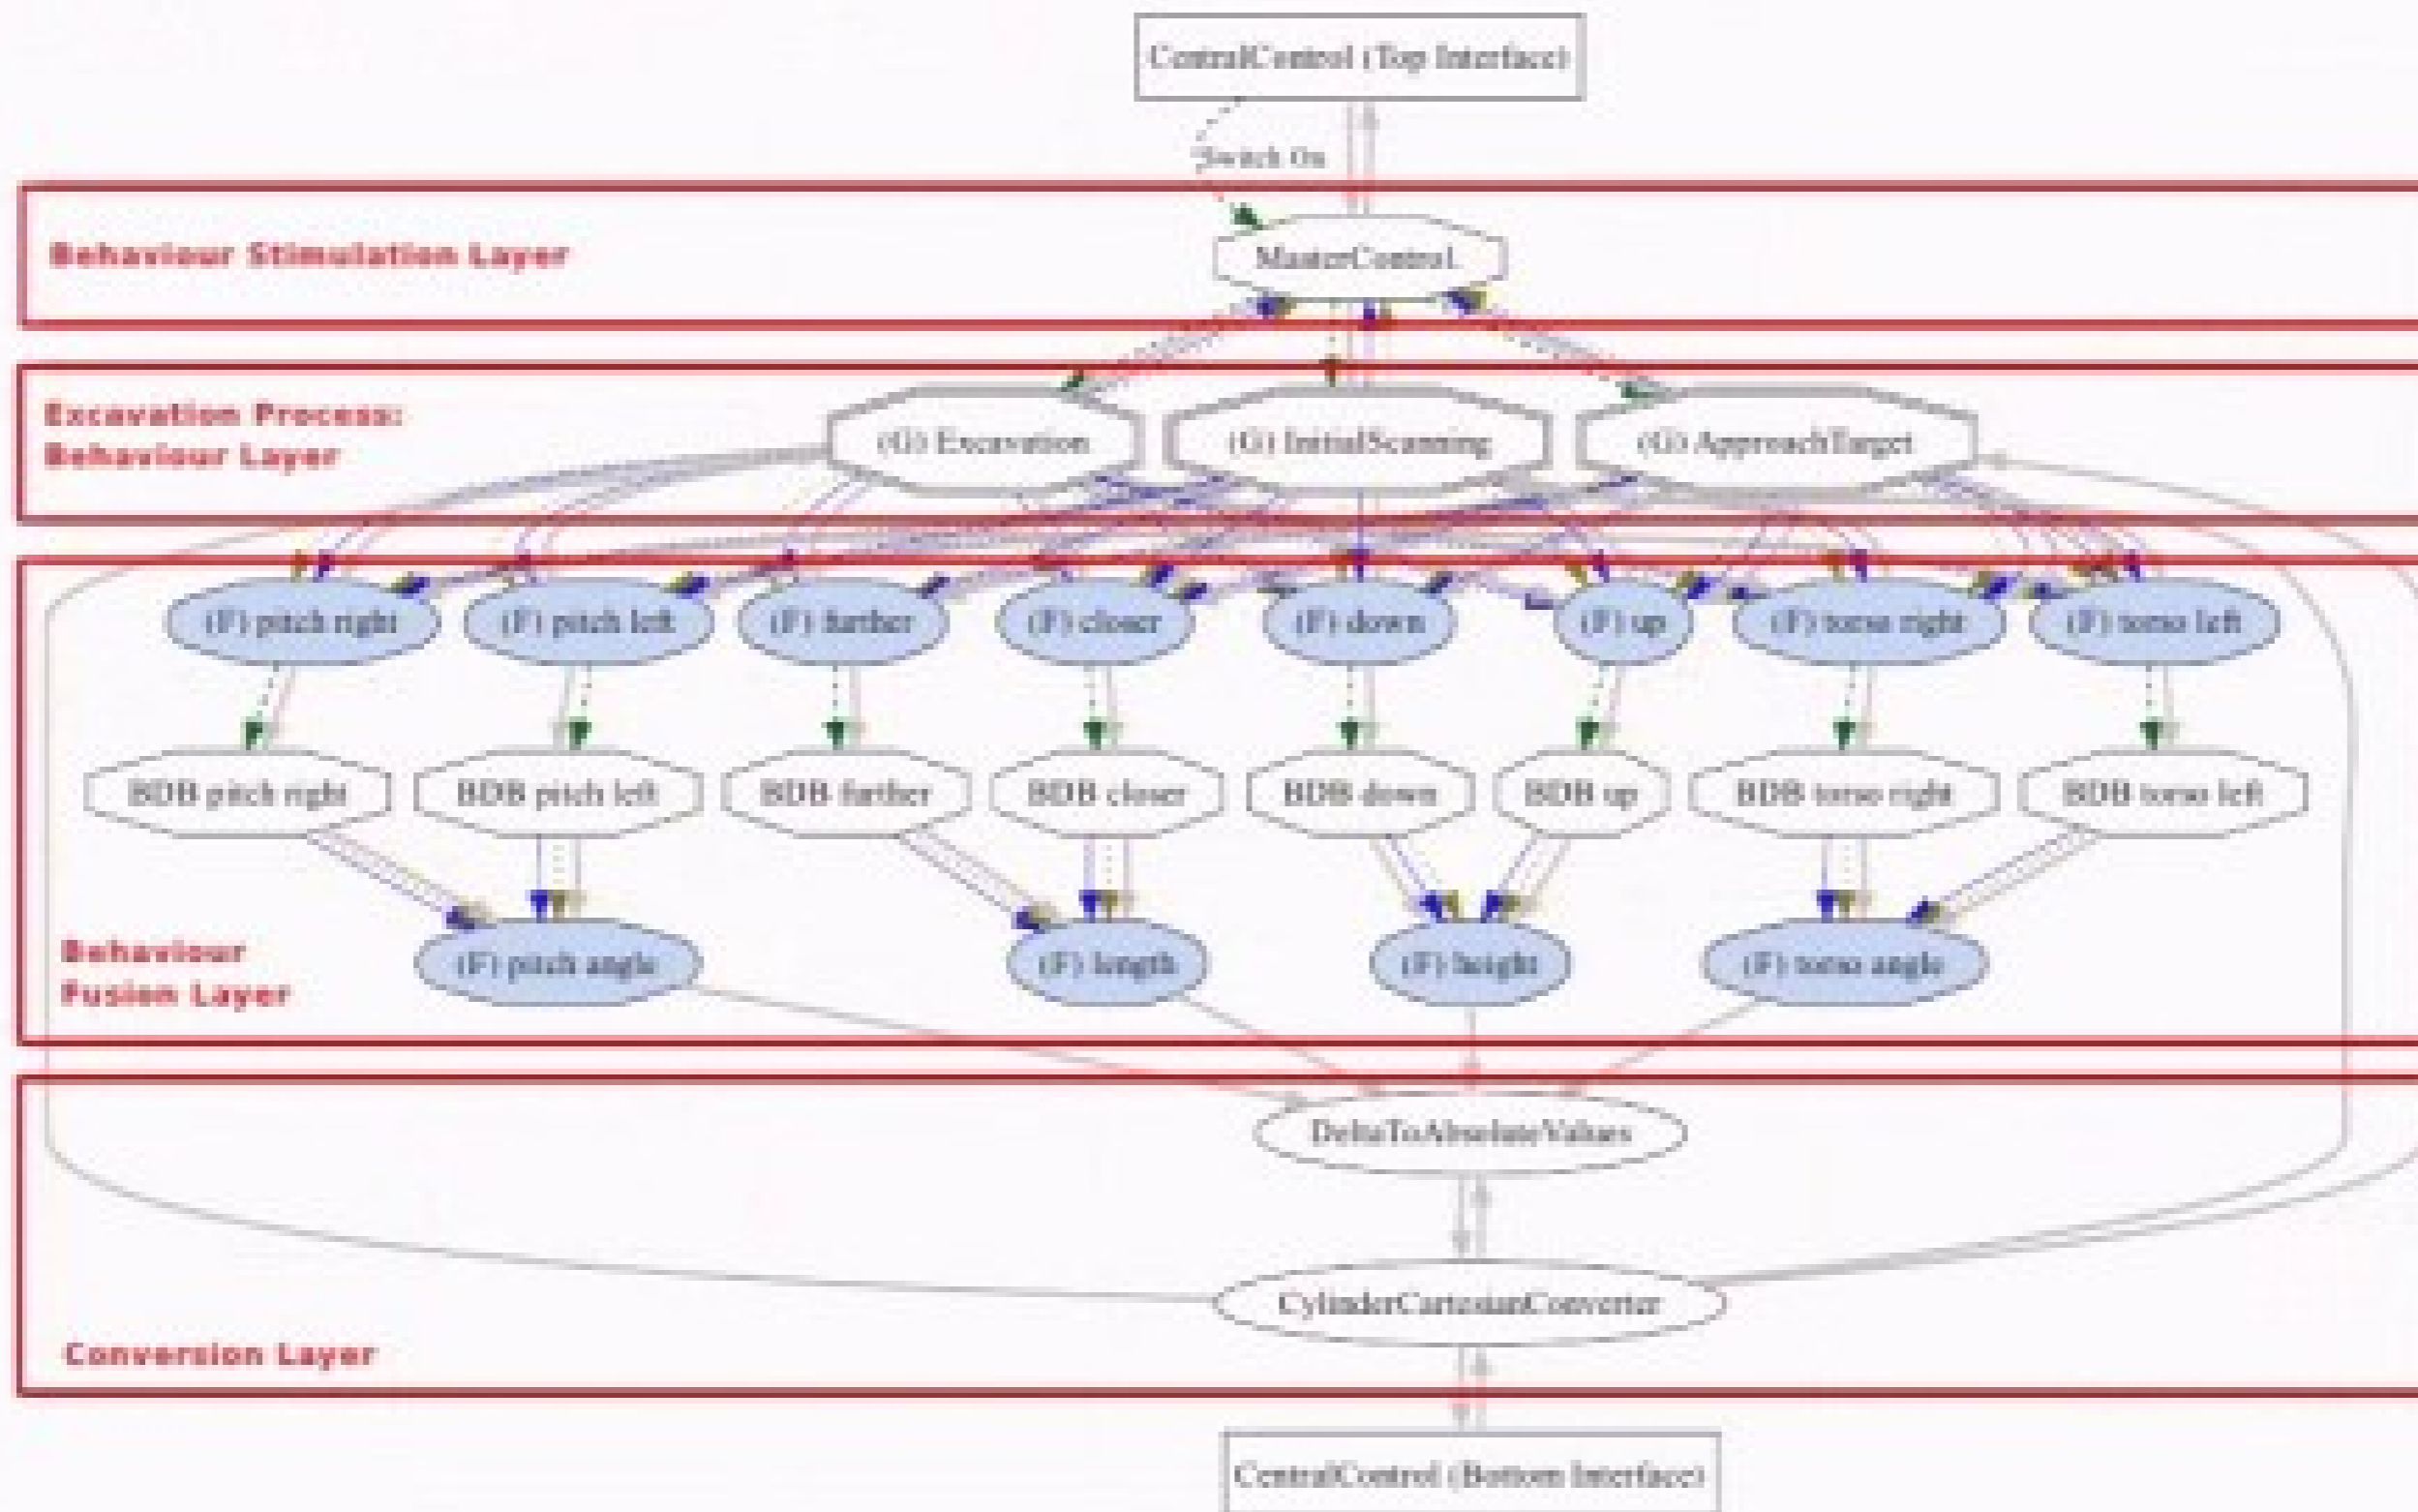 CentralControl (Top Interface)
Switch On
Behaviour Stimulation Layer
MasterControl
Excavation Process:
Behaviour Layer
(G) Excavation
(G) InitialScanning
(G) ApproachTarget
(F) pitch right
(F) pitch left
(F) further
(F) closer
(F) down
(F) up
(F) torso right
(F) torso left
BDB pitch right
BDB pitch left
BDB further
BDB closer
BDB down
BDB up
BDB torso right
BDB torso left
Behaviour
Fusion Layer
(F) pitch angle
(F) length
(F) height
(F) torso angle
DeltaToAbsoluteValues
CylinderCartesianConverter
Conversion Layer
CentralControl (Bottom Interface)